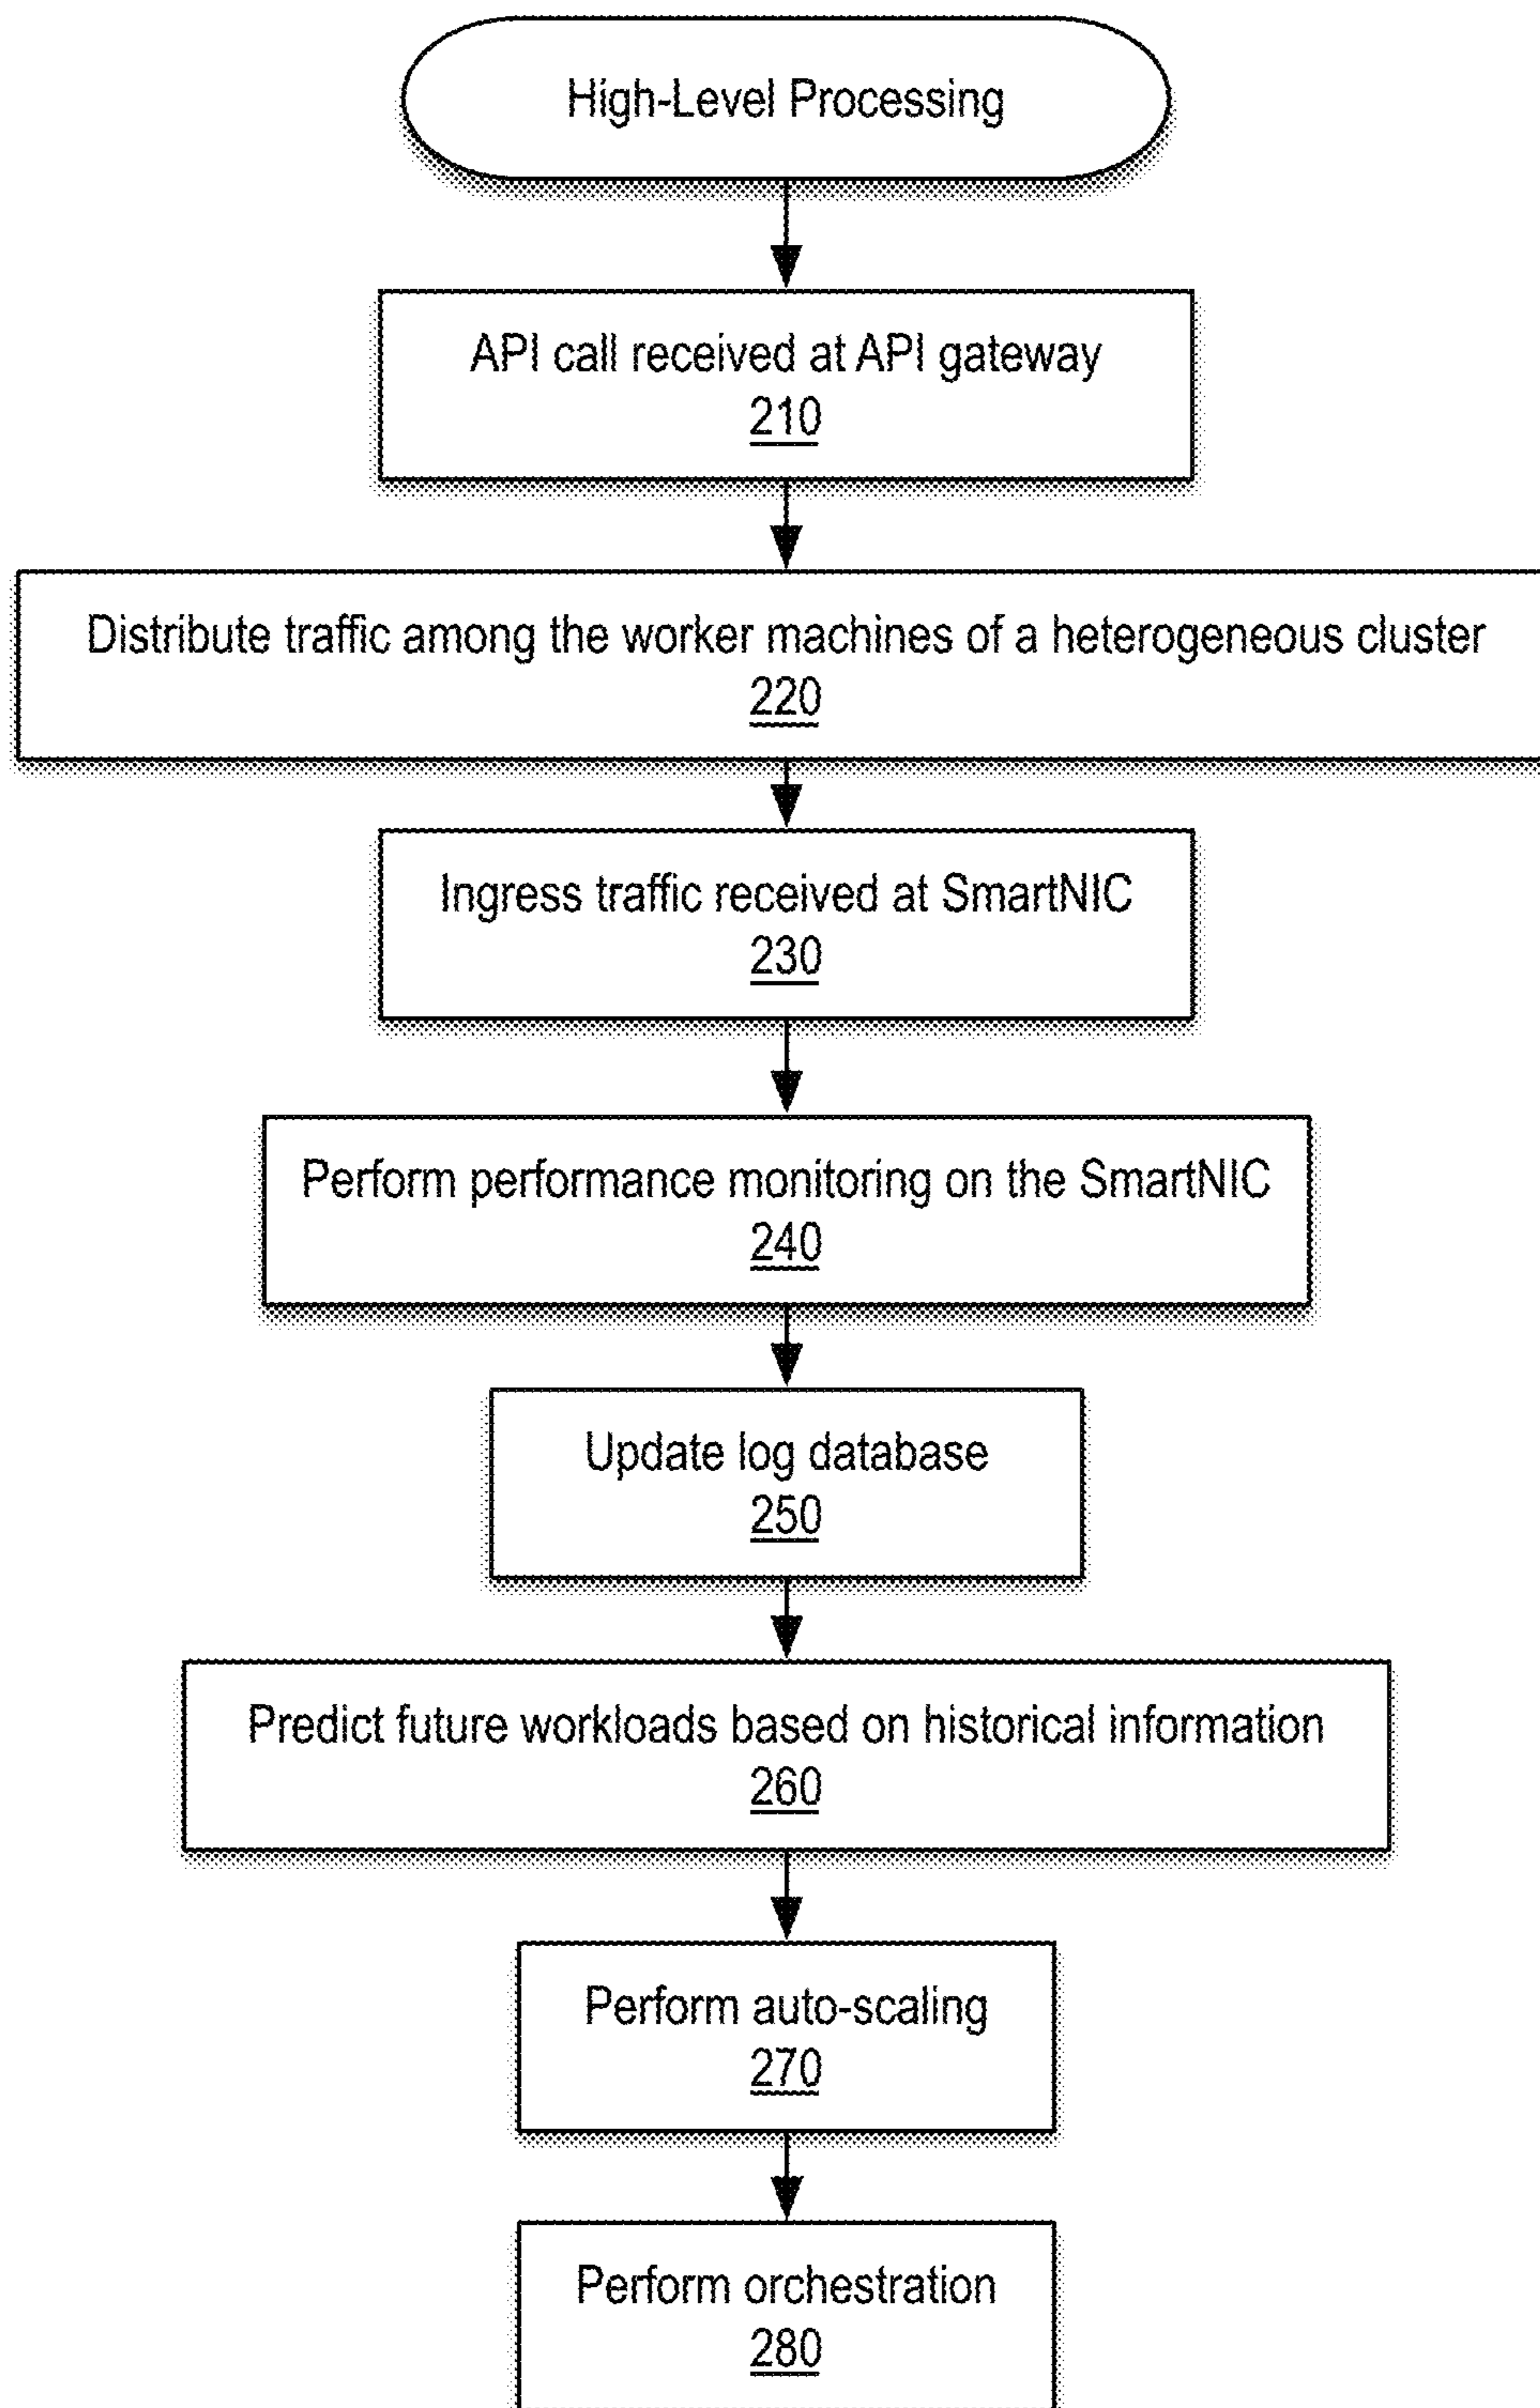 High-Level Processing
API call received at API gateway
210
Distribute traffic among the worker machines of a heterogeneous cluster
220
Ingress traffic received at SmartNIC
230
Perform performance monitoring on the SmartNIC
240
Update log database
250
Predict future workloads based on historical information
260
Perform auto-scaling
270
Perform orchestration
280